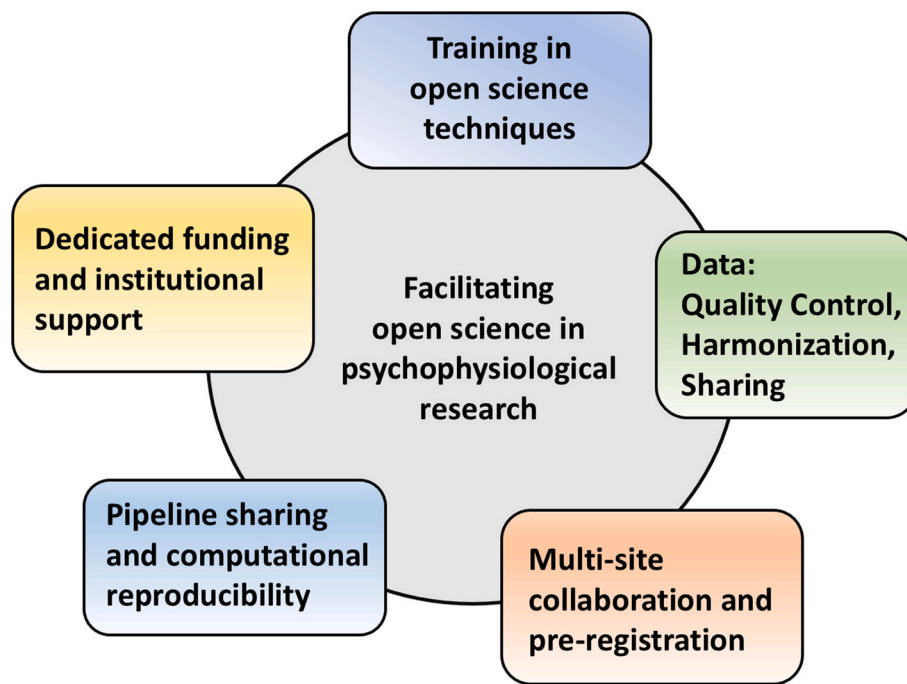 Training in
open science
techniques
Dedicated funding
and institutional
support
Data:
Quality Control,
Harmonization,
Sharing
Facilitating
open science in
psychophysiological
research
Pipeline sharing
and computational
reproducibility
Multi-site
collaboration and
pre-registration